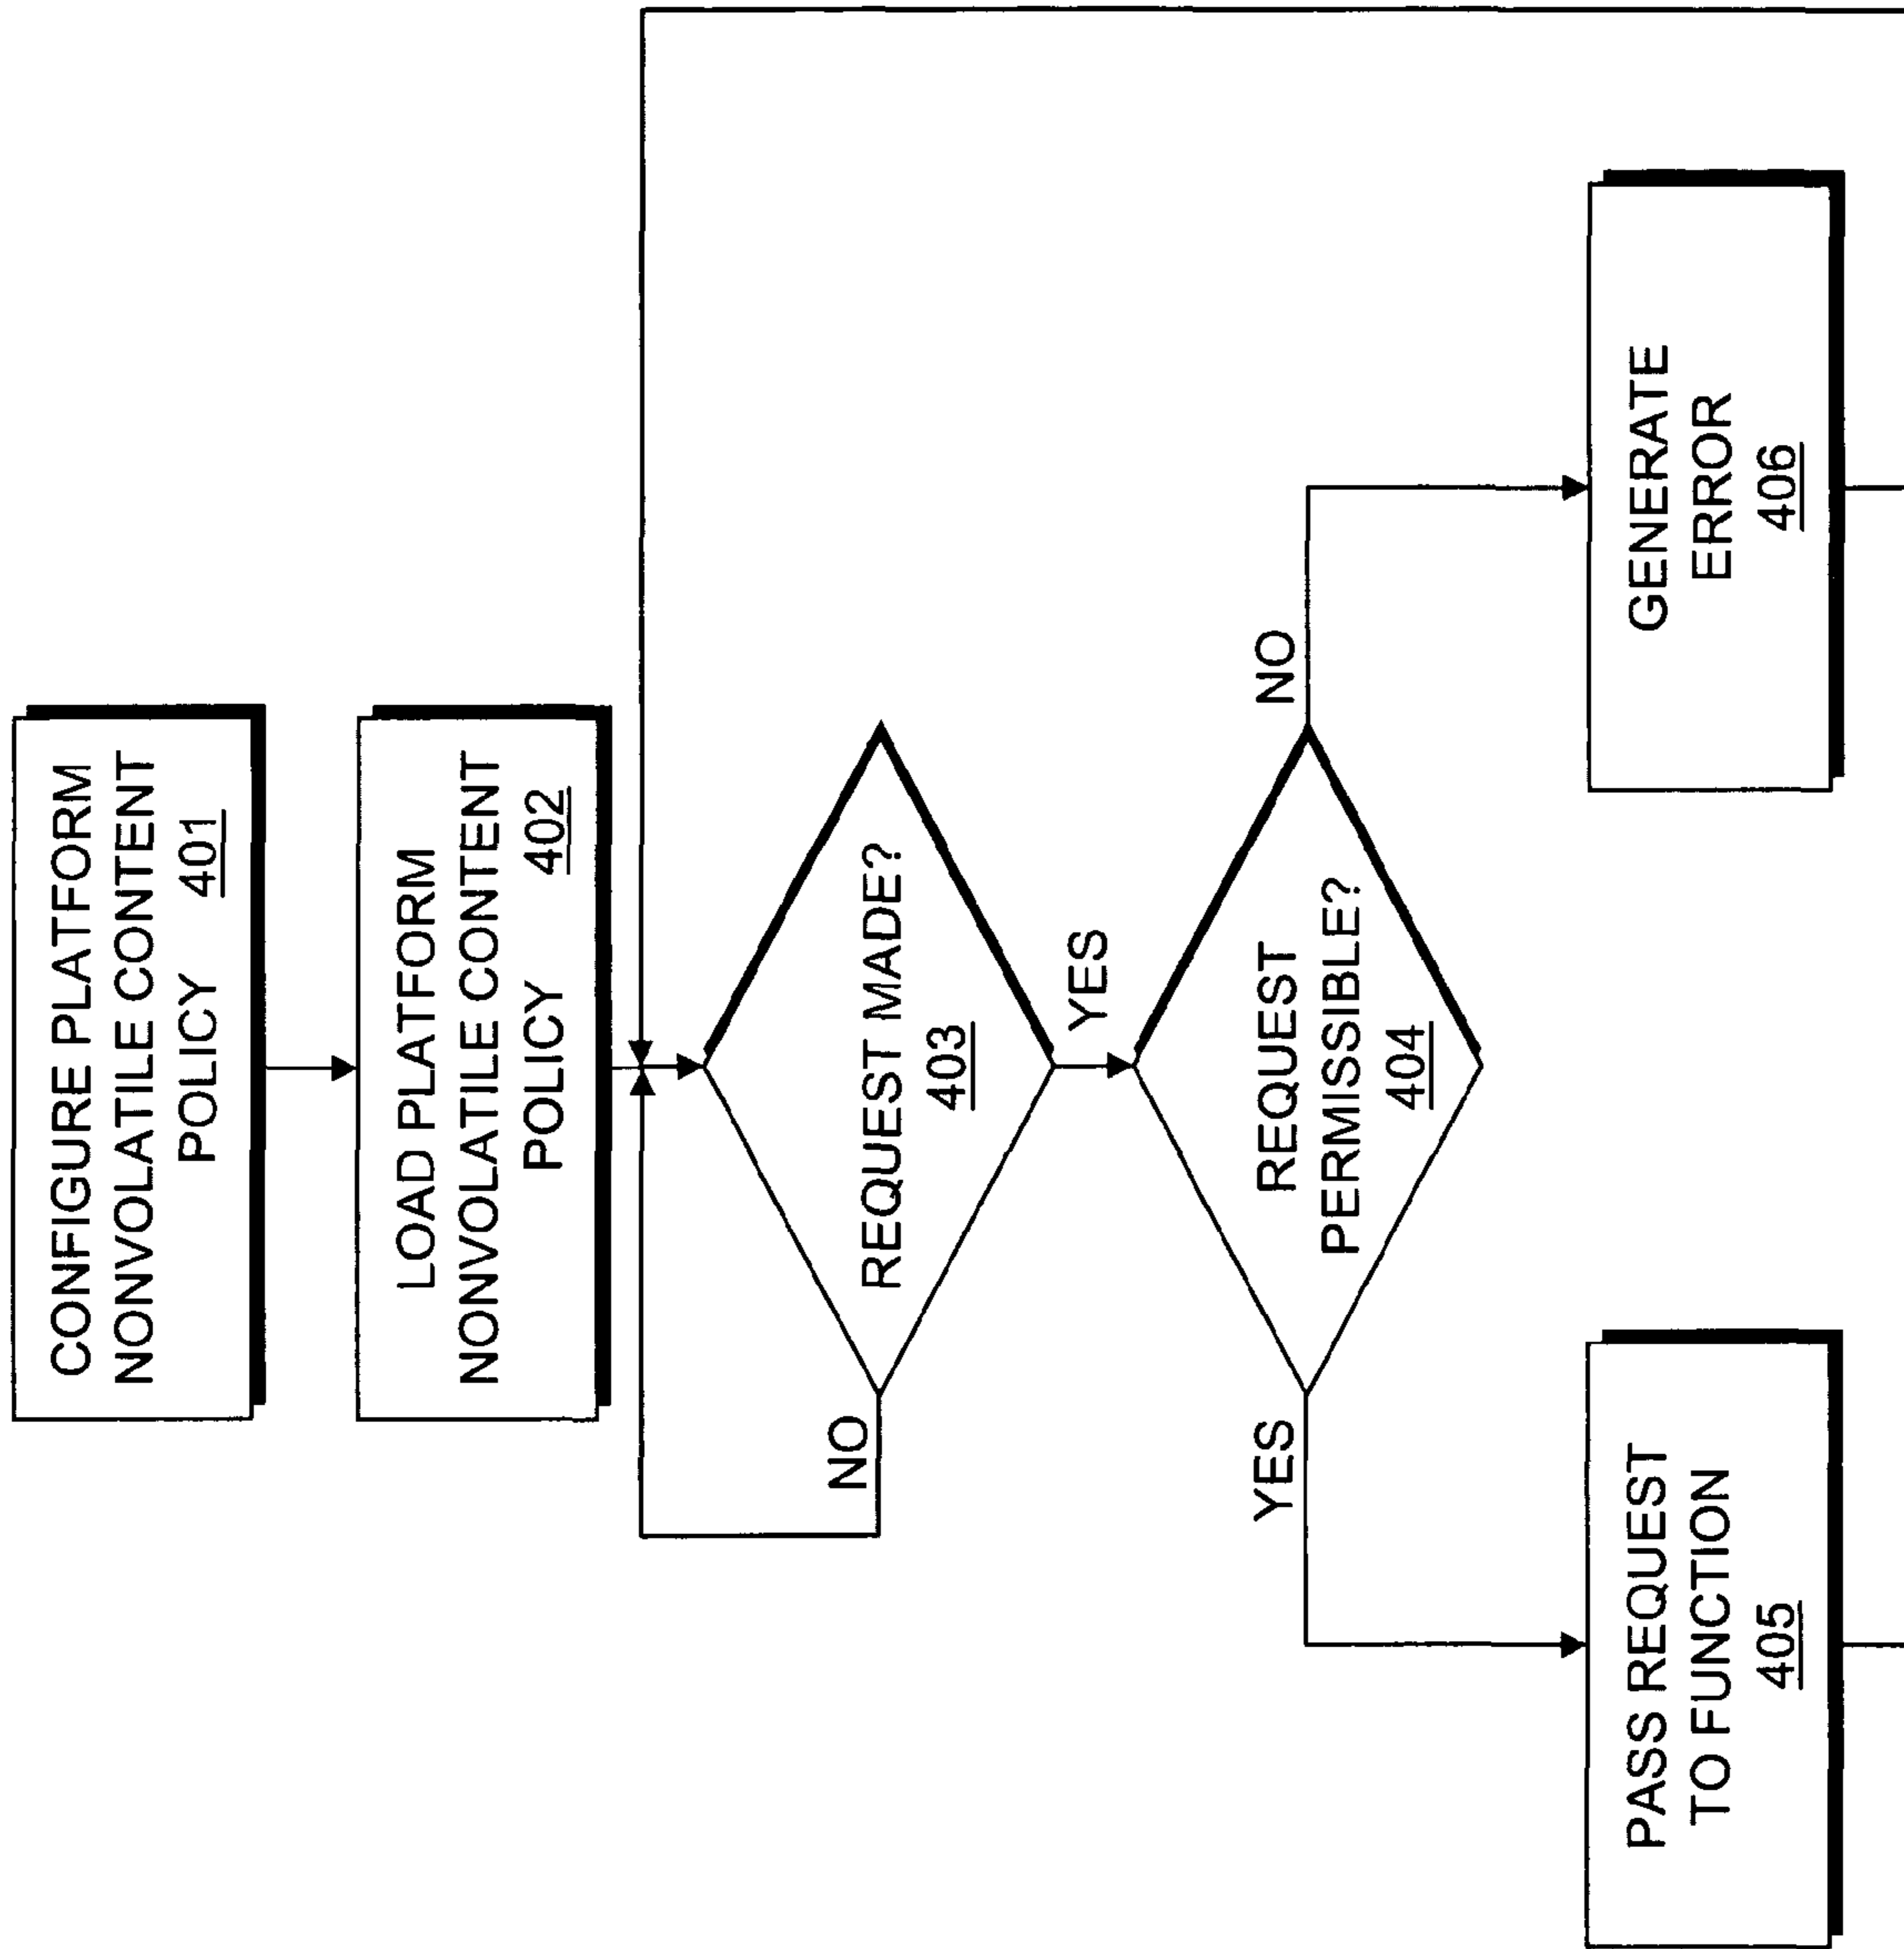 CONFIGURE PLATFORM
NONVOLATILE CONTENT
POLICY 401
LOAD PLATFORM
NONVOLATILE CONTENT
POLICY 402
REQUEST MADE?
403
NO
YES
REQUEST
PERMISSIBLE?
404
YES
NO
PASS REQUEST
TO FUNCTION
405
GENERATE
ERROR
406